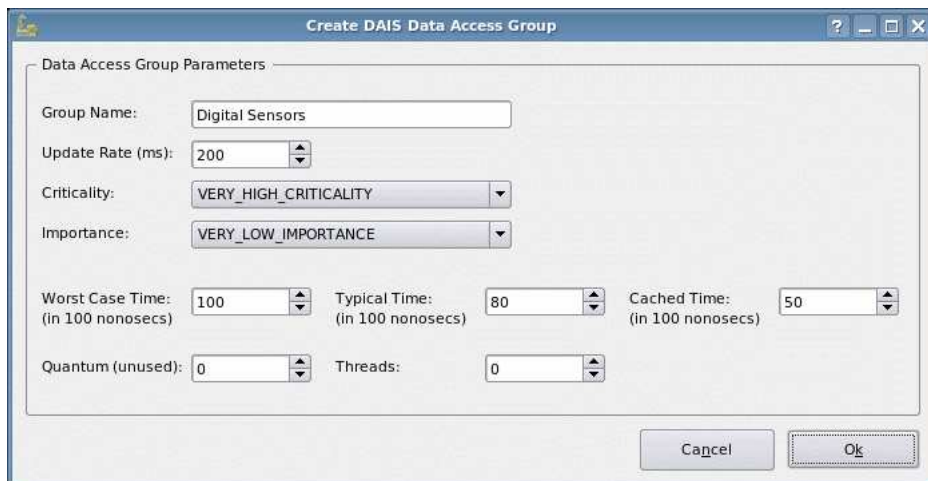 Create DAIS Data Access Group
Data Access Group Parameters
Group Name: Digital Sensors
Update Rate (ms): 200
Criticality: VERY_HIGH_CRITICALITY
Importance: VERY_LOW_IMPORTANCE
Worst Case Time: 100 Typical Time: 80 Cached Time: 50
(in 100 nonosecs) (in 100 nonosecs) (in 100 nonosecs)
Quantum (unused): 0 Threads: 0
Cancel Ok